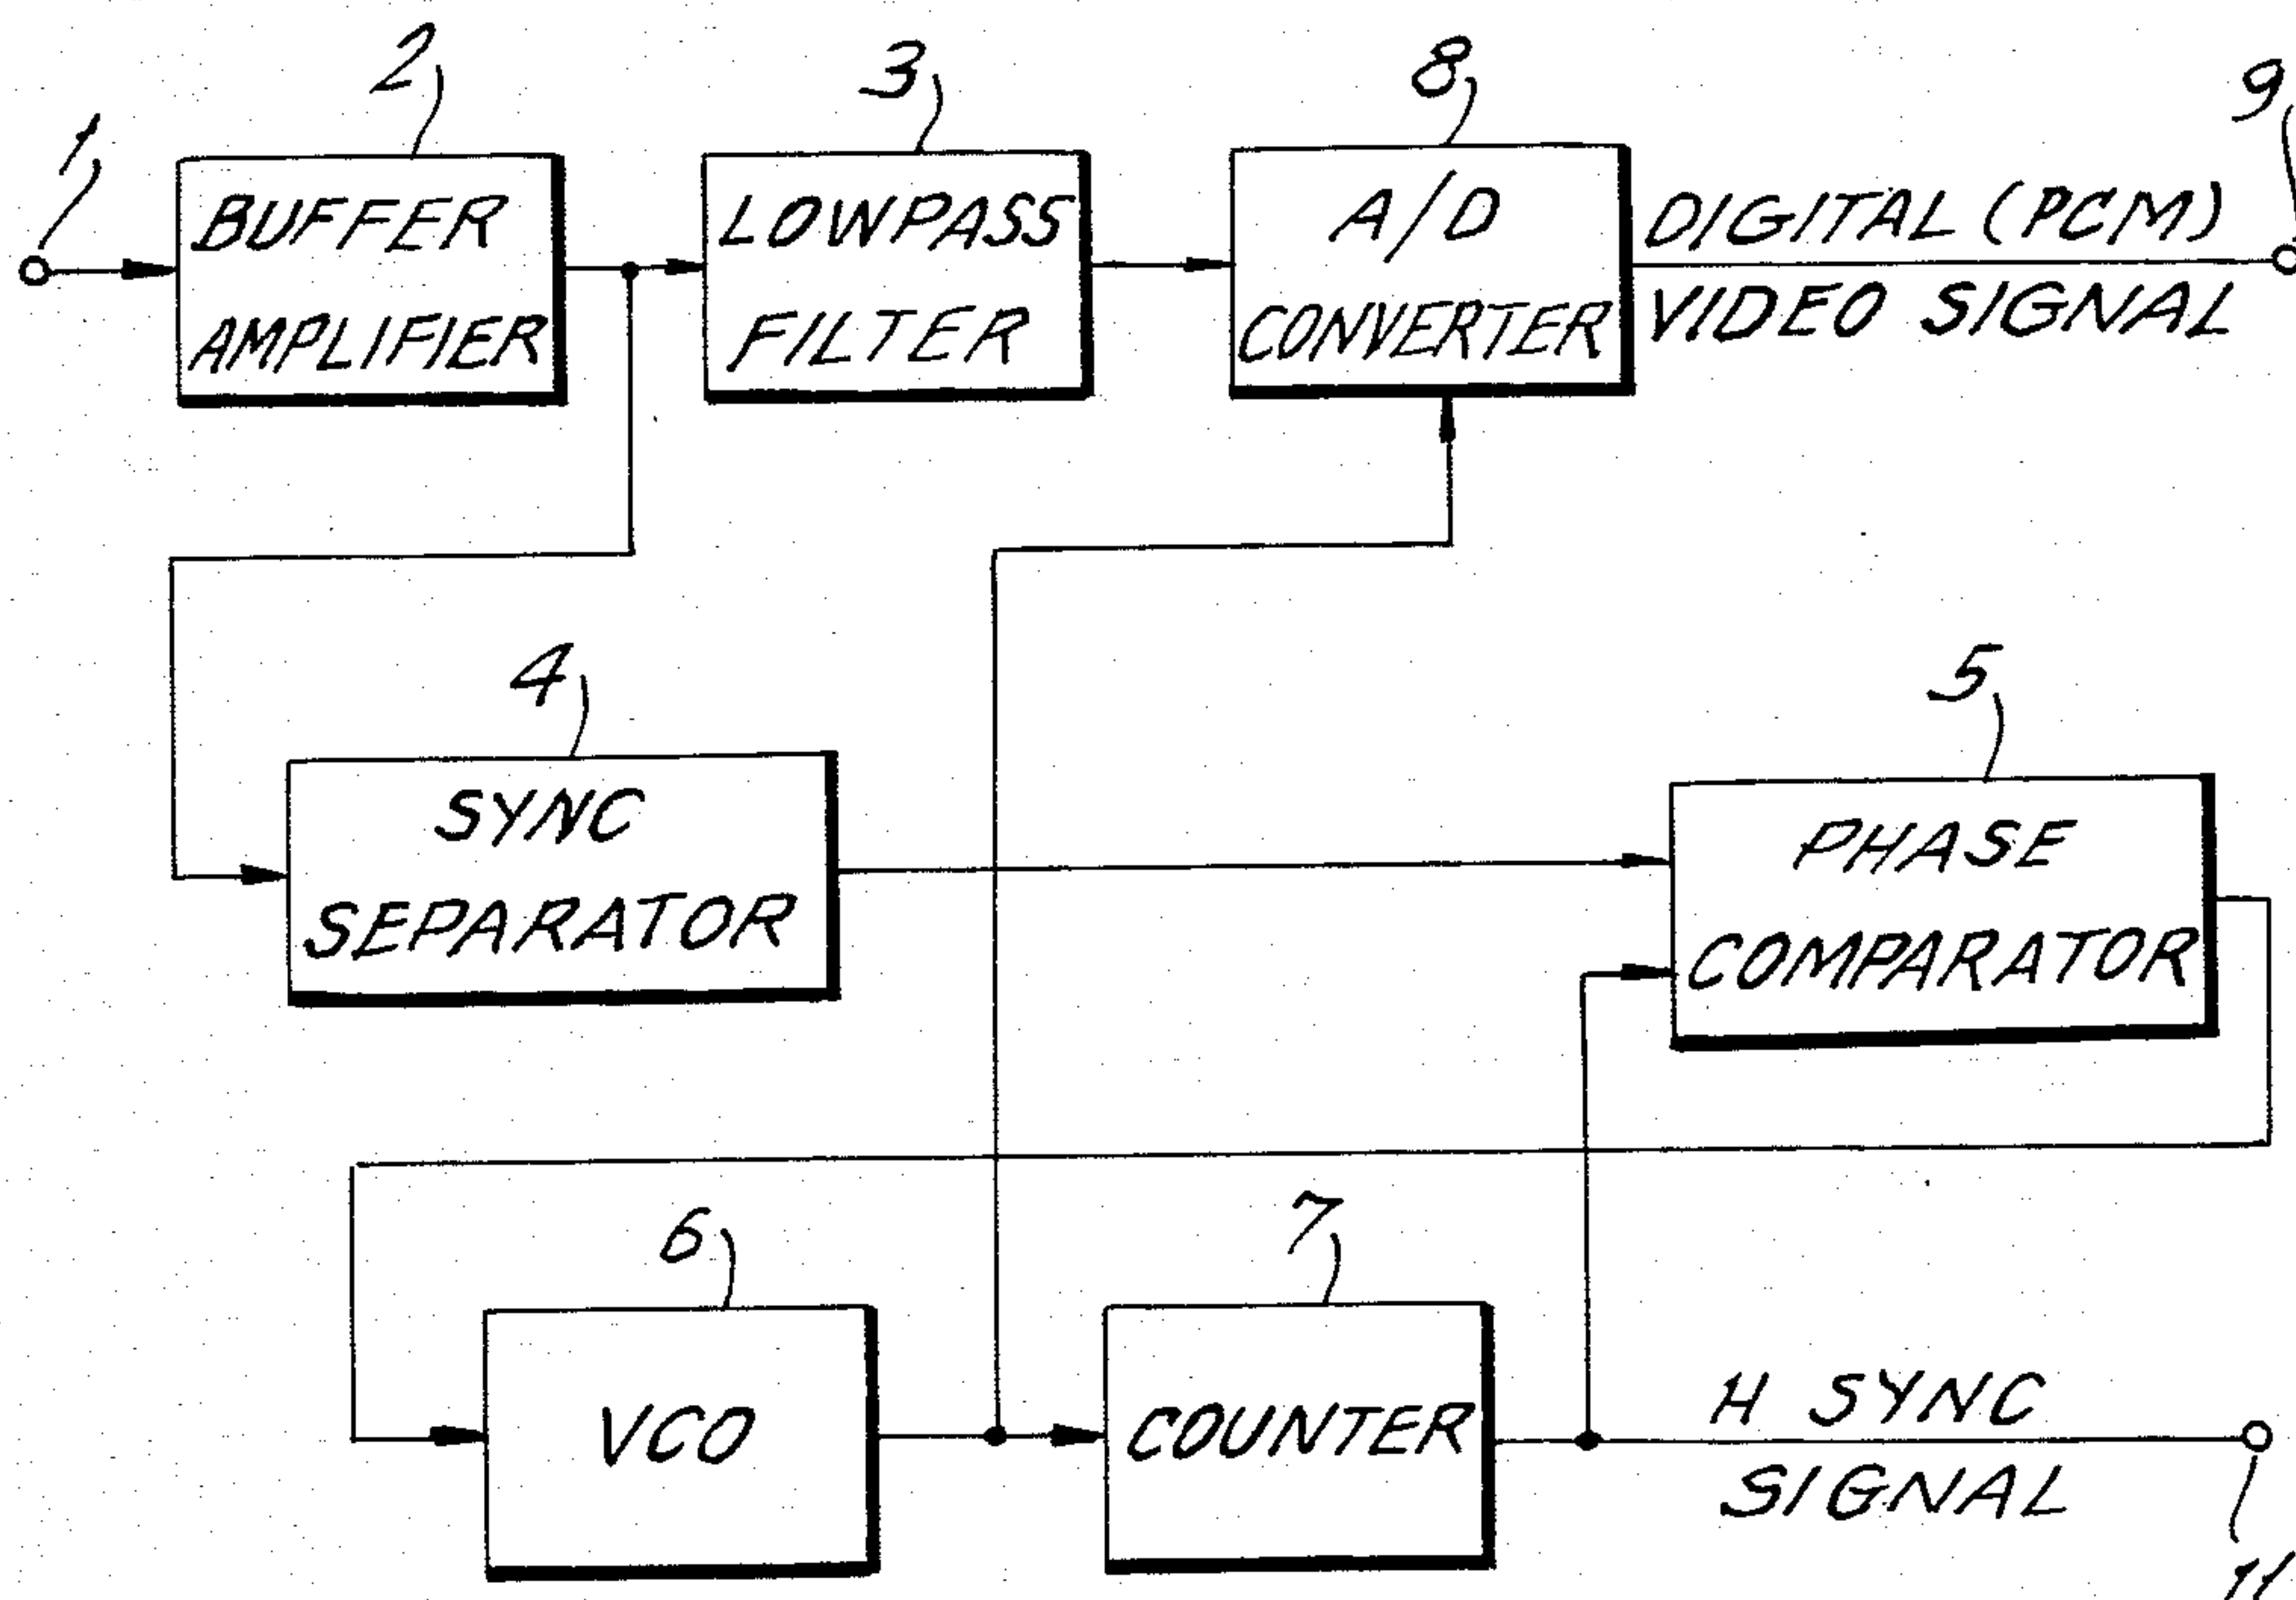 1
2
3
8
9
BUFFER
AMPLIFIER
LOWPASS
FILTER
A/D
CONVERTER
DIGITAL (PCM)
VIDEO SIGNAL
4
5
SYNC
SEPARATOR
PHASE
COMPARATOR
6
7
VCO
COUNTER
H SYNC
SIGNAL
11